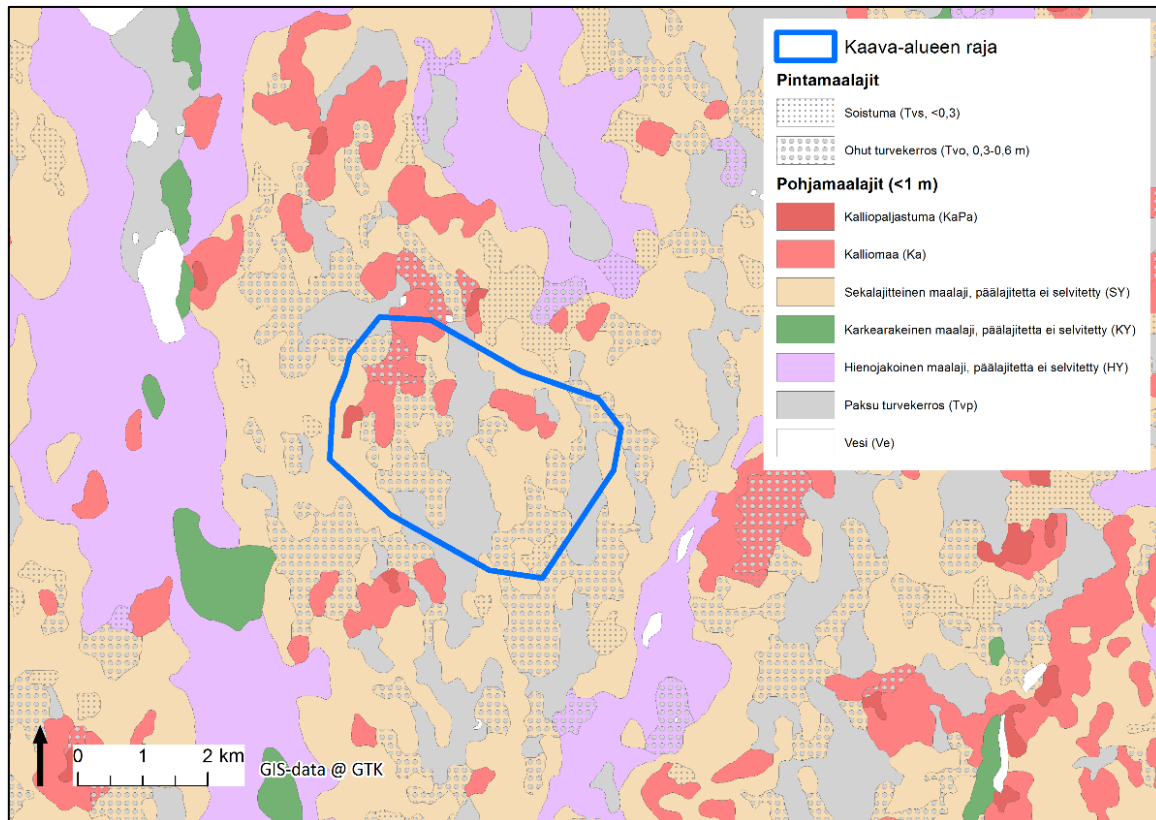 Kaava-alueen raja
Pintamaalajit
Soistuma (Tvs, <0,3)
Ohut turvekerros (Tvo, 0,3-0,6 m)
Pohjamaalajit (<1 m)
Kalliopaljastuma (KaPa)
Kalliomaa (Ka)
Sekalajitteinen maalaji, päälajitetta ei selvitetty (SY)
Karkearakeinen maalaji, päälajitetta ei selvitetty (KY)
Hienojakoinen maalaji, päälajitetta ei selvitetty (HY)
Paksu turvekerros (Tvp)
Vesi (Ve)
0 1 2 km
GIS-data @ GTK